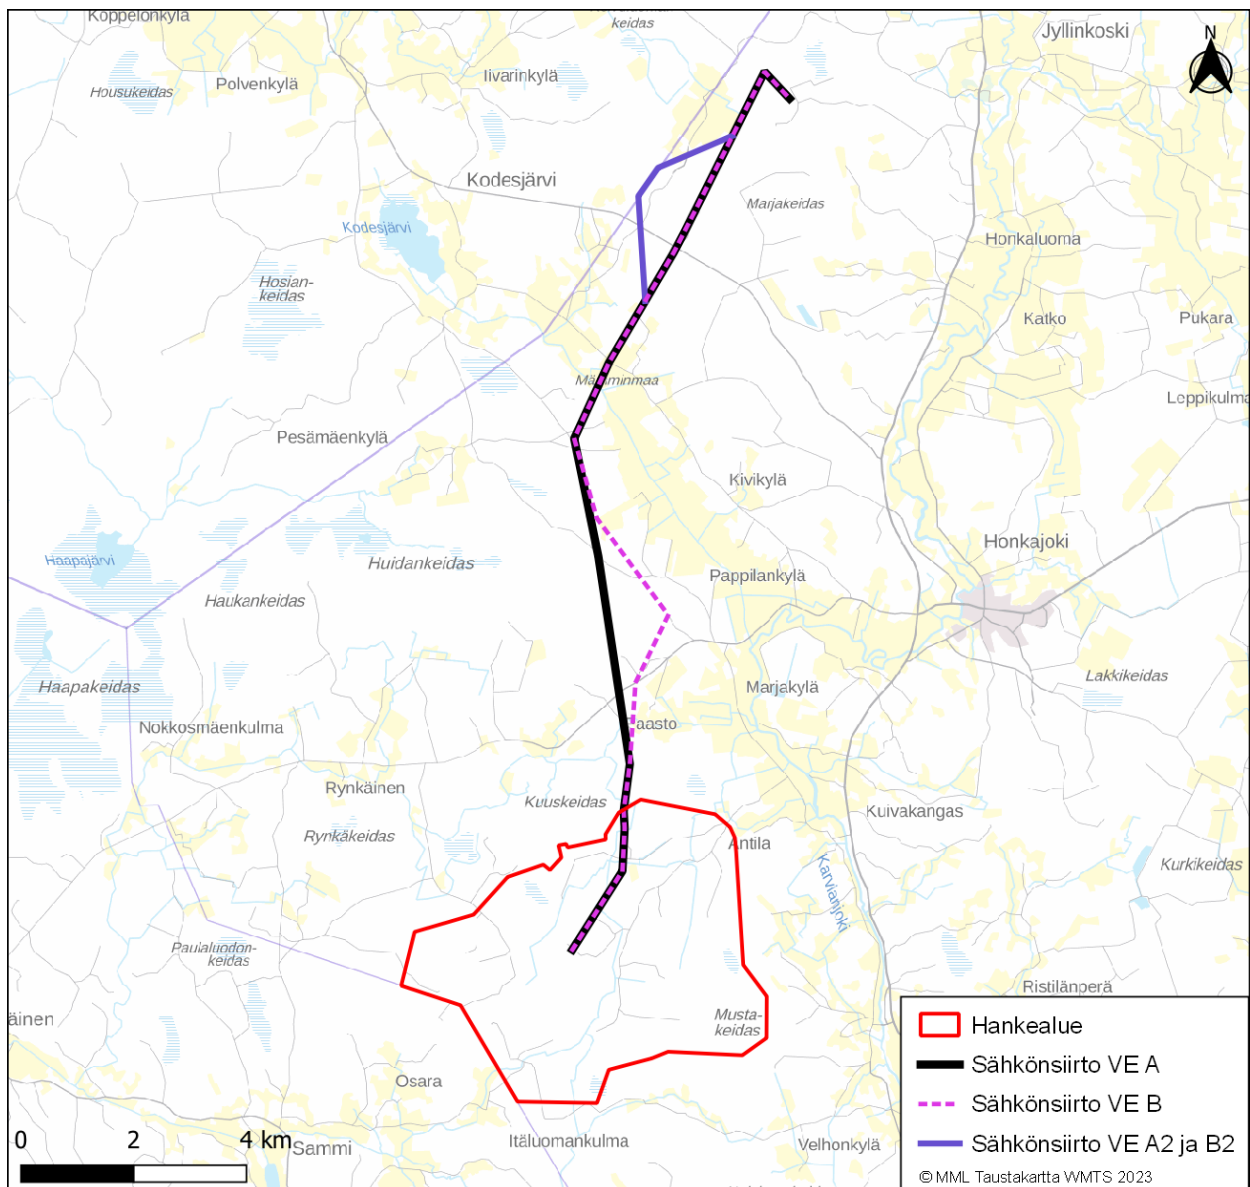 Köppelönkylä
keidas
Jyllinkoski
N
Housukeidas
Polvenkylä
Iivarinkylä
Kodesjärvi
Marjakeidas
Kodesjärvi
Honkaluoma
Hosian-
keidas
Katko
Pukara
Leppikulma
Pesämäenkylä
Kivikylä
Honkajoki
Haapajärvi
Huidankeidas
Pappilankylä
Haukankeidas
Haapakeidas
Marjakylä
Lakkikeidas
Nokkosmäenkulma
Rynkäinen
Kuuskeidas
Kuivakangas
Rynkäkeidas
Antila
Kurkikeidas
Karvianjoki
Paulaluodon-
keidas
Ristilänperä
Musta-
keidas
äinen
Osara
Itäluomankulma
Sammi
Velhonkylä
0 2 4 km
Hankealue
Sähkönsiirto VE A
Sähkönsiirto VE B
Sähkönsiirto VE A2 ja B2
© MML Taustakartta WMTS 2023